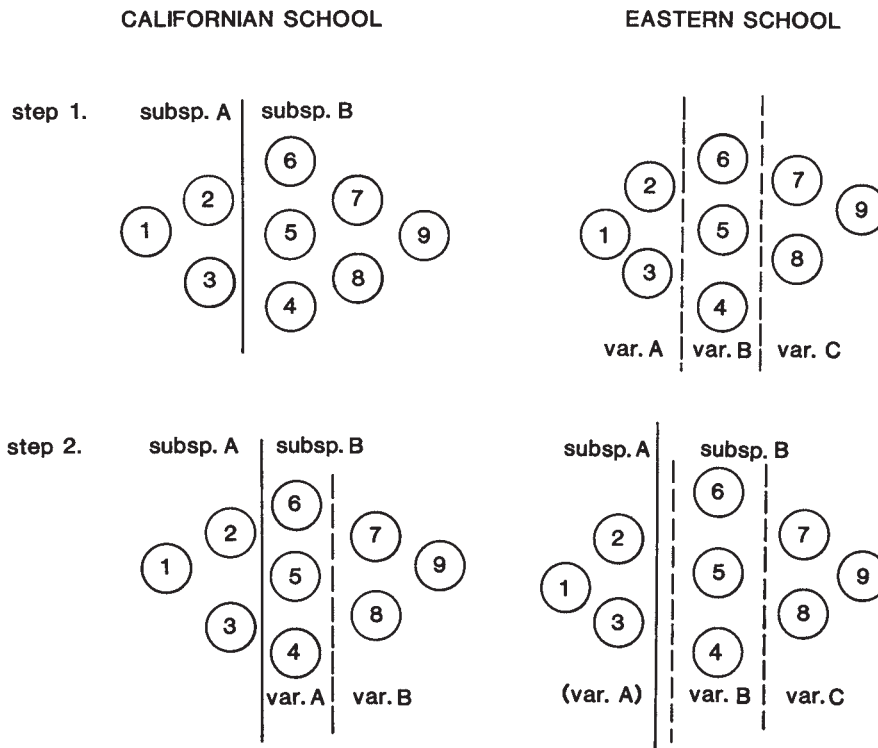 CALIFORNIAN SCHOOL EASTERN SCHOOL
step 1. subsp. A subsp. B
6 6
2 7 2 7
1 5 9 1 5 9
3 8 3 8
4 4
var. A var. B var. C
step 2. subsp. A subsp. B subsp. A subsp. B
6 6
2 7 2 7
1 5 9 1 5 9
3 8 3 8
4 4
var. A var. B (var. A) var. B var. C